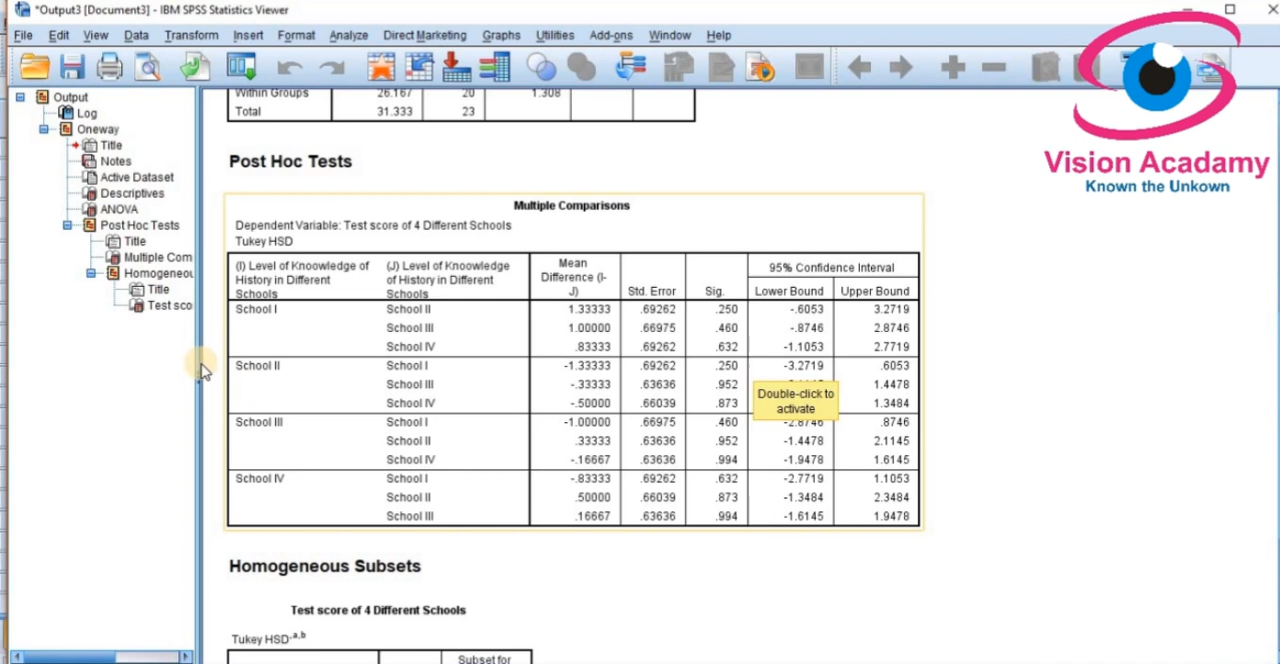 *Output3 [Document3] - IBM SPSS Statistics Viewer
File Edit View Data Transform Insert Format Analyze Direct Marketing Graphs Utilities Add-ons Window Help
Output
Log
Oneway
Title
Notes
Active Dataset
Descriptives
ANOVA
Post Hoc Tests
Title
Multiple Com
Homogeneou
Title
Test sco
Within Groups 26.167 20 1.308
Total 31.333 23
Vision Acadamy
Known the Unkown
Post Hoc Tests
Multiple Comparisons
Dependent Variable: Test score of 4 Different Schools
Tukey HSD
(I) Level of Knoowledge of (J) Level of Knoowledge Mean 95% Confidence Interval
History in Different of History in Different Difference (I-
Schools Schools J) Std. Error Sig. Lower Bound Upper Bound
School I School II 1.33333 .69262 .250 -.6053 3.2719
School III 1.00000 .66975 .460 -.8746 2.8746
School IV .83333 .69262 .632 -1.1053 2.7719
School II School I -1.33333 .69262 .250 -3.2719 .6053
School III -.33333 .63636 .952 1.4478
School IV -.50000 .66039 .873 1.3484
Double-click to
activate
School III School I -1.00000 .66975 .460 -2.8746 .8746
School II .33333 .63636 .952 -1.4478 2.1145
School IV -.16667 .63636 .994 -1.9478 1.6145
School IV School I -.83333 .69262 .632 -2.7719 1.1053
School II .50000 .66039 .873 -1.3484 2.3484
School III .16667 .63636 .994 -1.6145 1.9478
Homogeneous Subsets
Test score of 4 Different Schools
Tukey HSD a,b
Subset for